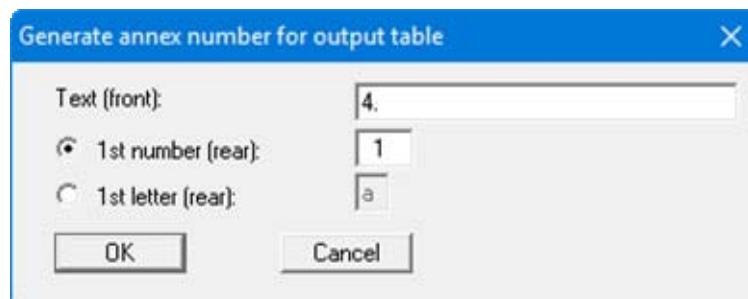 Generate annex number for output table
Text (front): 4.
1st number (rear): 1
1st letter (rear): a
OK Cancel